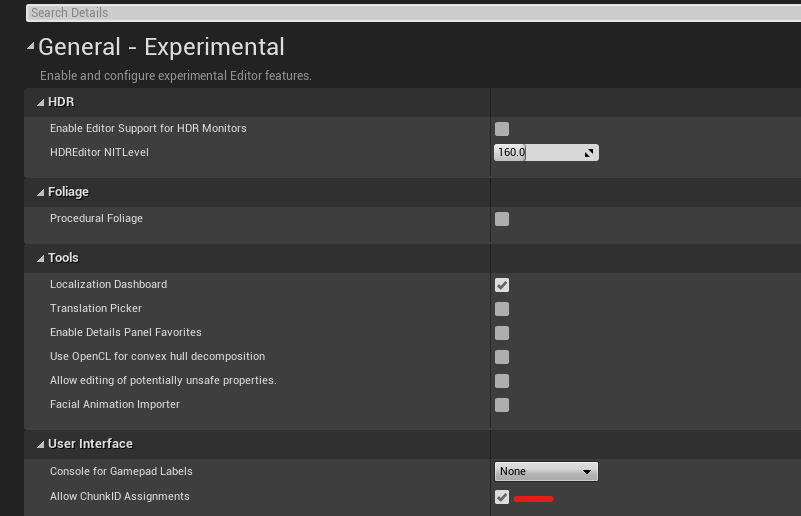 Search Details
General - Experimental
Enable and configure experimental Editor features.
HDR
Enable Editor Support for HDR Monitors
HDREditor NITLevel 160.0
Foliage
Procedural Foliage
Tools
Localization Dashboard
Translation Picker
Enable Details Panel Favorites
Use OpenCL for convex hull decomposition
Allow editing of potentially unsafe properties.
Facial Animation Importer
User Interface
Console for Gamepad Labels None
Allow ChunkID Assignments